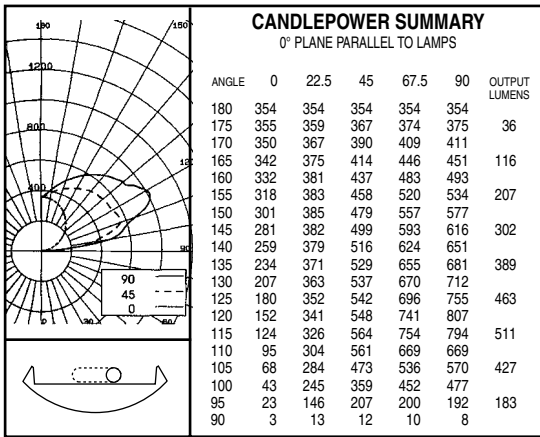 CANDLEPOWER SUMMARY
0° PLANE PARALLEL TO LAMPS
ANGLE 0 22.5 45 67.5 90 OUTPUT LUMENS
180 354 354 354 354 354
175 355 359 367 374 375 36
170 350 367 390 409 411
165 342 375 414 446 451 116
160 332 381 437 483 493
155 318 383 458 520 534 207
150 301 385 479 557 577
145 281 382 499 593 616 302
140 259 379 516 624 651
135 234 371 529 655 681 389
130 207 363 537 670 712
125 180 352 542 696 755 463
120 152 341 548 741 807
115 124 326 564 754 794 511
110 95 304 561 669 669
105 68 284 473 536 570 427
100 43 245 359 452 477
95 23 146 207 200 192 183
90 3 13 12 10 8
180 150
1200
800
12
400
90
90
45
0
0 30